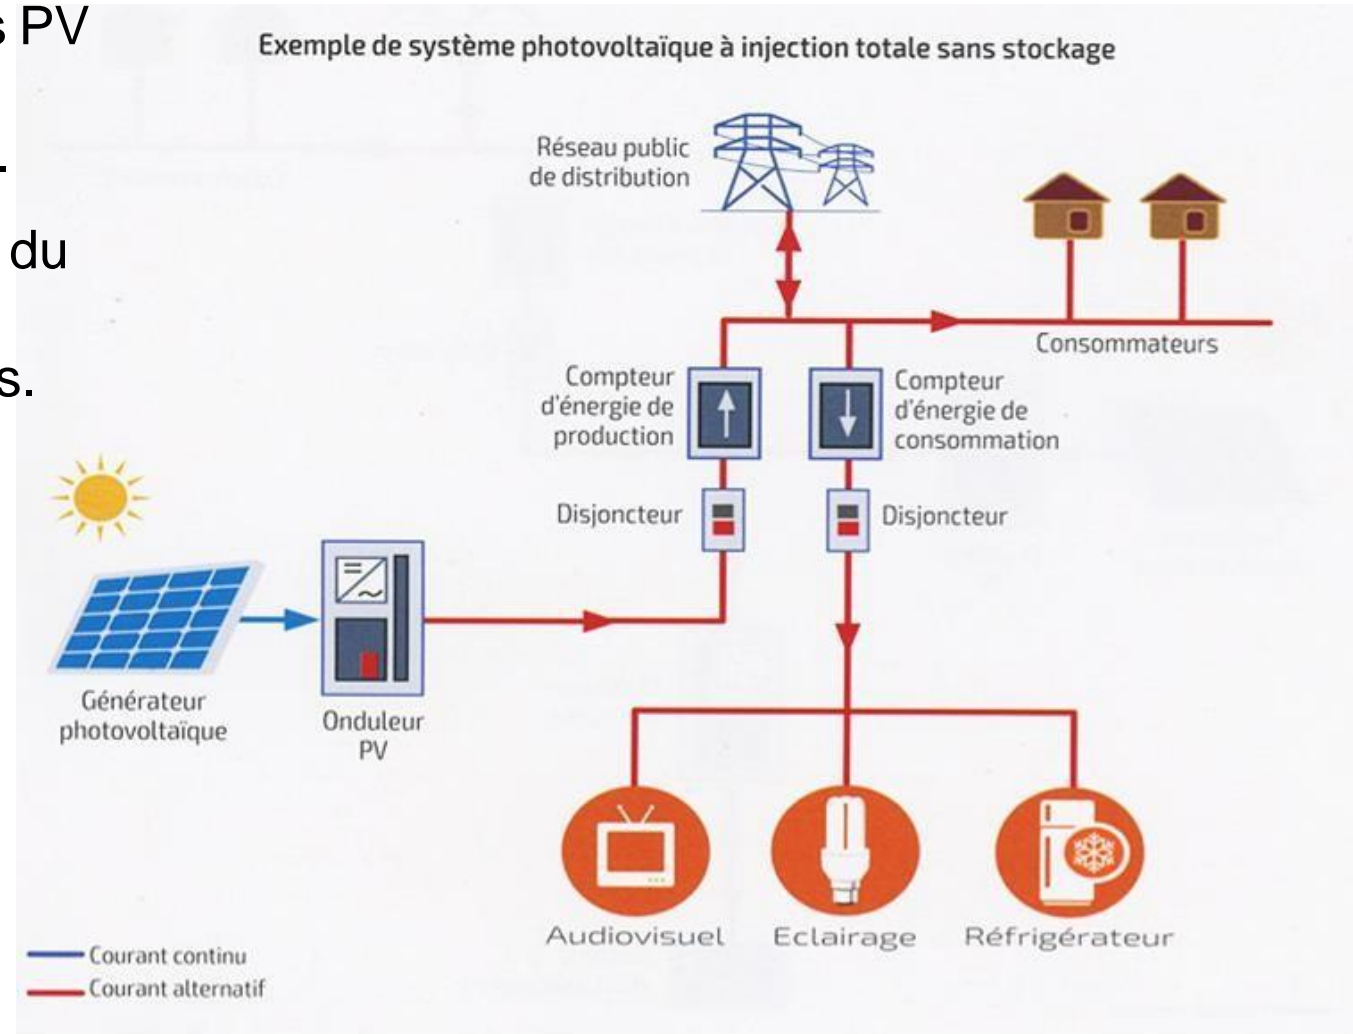 s PV
du
s.
Exemple de système photovoltaïque à injection totale sans stockage
Réseau public
de distribution
Consommateurs
Compteur
d'énergie de
production
Compteur
d'énergie de
consommation
Disjoncteur
Disjoncteur
Générateur
photovoltaïque
Onduleur
PV
Audiovisuel
Eclairage
Réfrigérateur
Courant continu
Courant alternatif